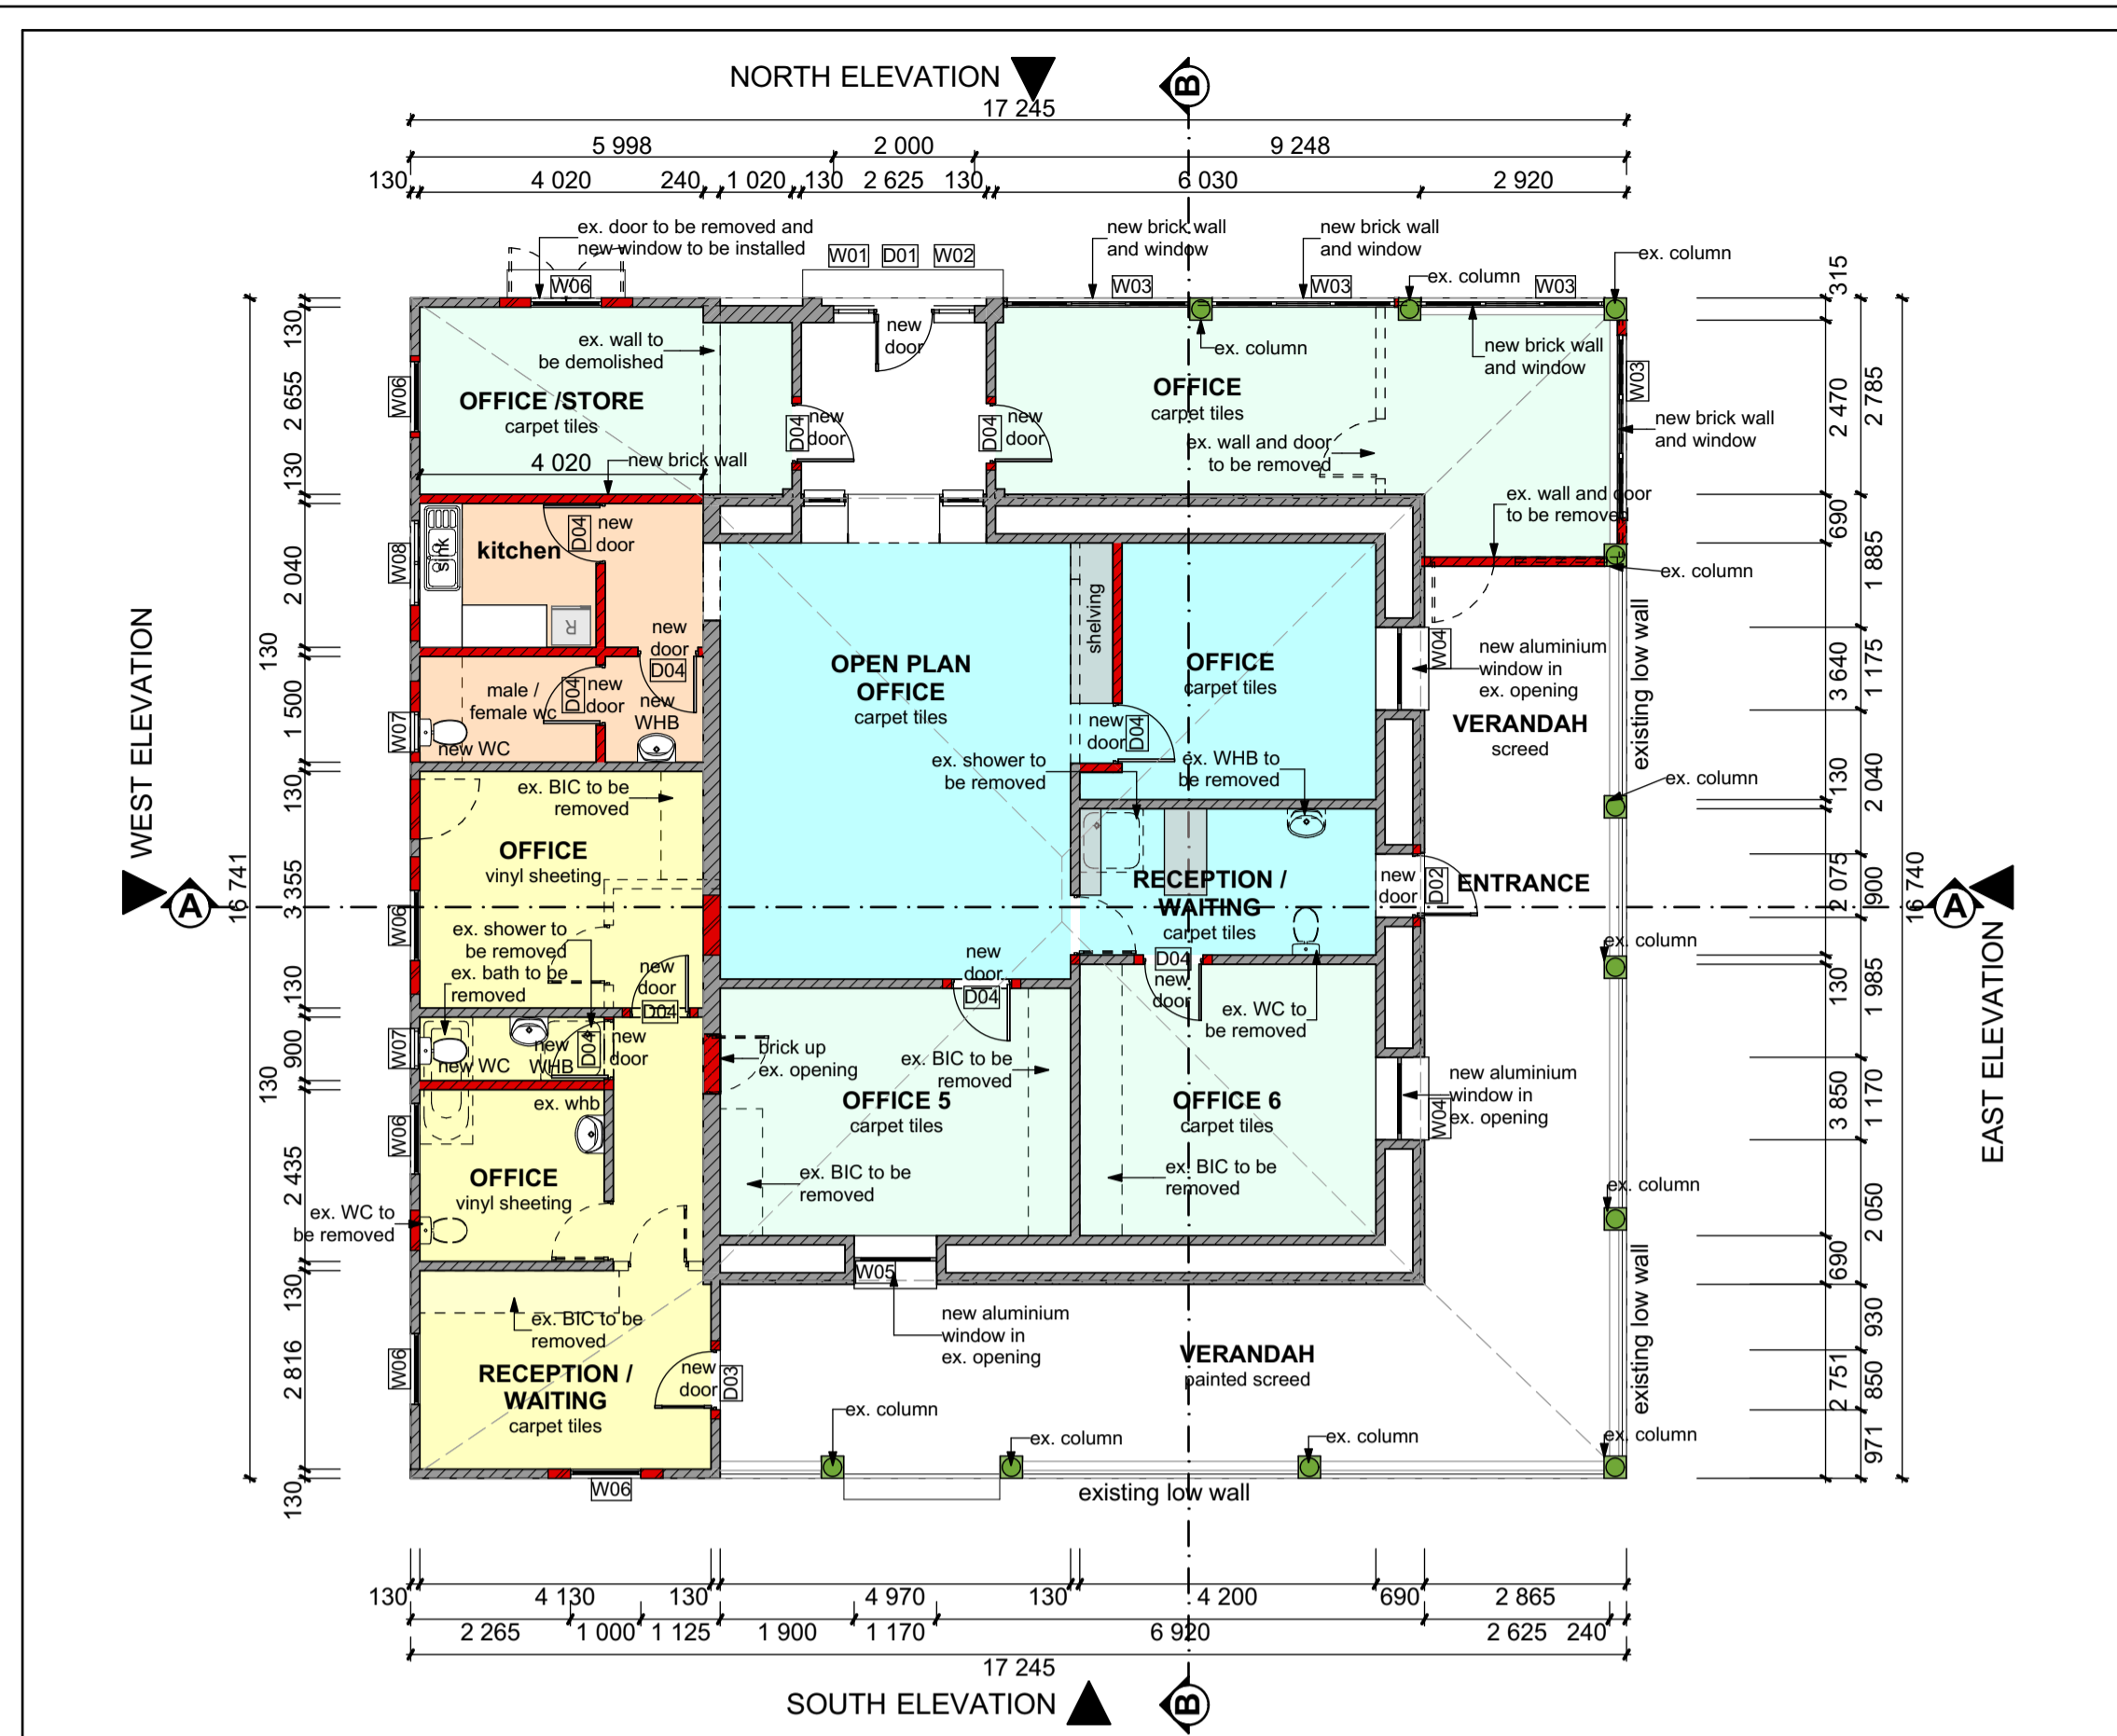 NORTH ELEVATION
B
17 245
5 998
2 000
9 248
130
4 020
240
1 020
130
2 625
130
6 030
2 920
ex. door to be removed and
new window to be installed
W06
W01
D01
W02
new brick wall
and window
new brick wall
and window
W03
W03
W03
ex. column
ex. column
315
ex. wall to
be demolished
new
door
ex. column
new brick wall
and window
W03
new brick wall
and window
OFFICE /STORE
carpet tiles
W06
D04
new
door
D04
new
door
OFFICE
carpet tiles
ex. wall and door
to be removed
4 020
new brick wall
ex. wall and door
to be removed
130
2 655
130
2 470
2 785
690
1 885
kitchen
sink
R
D04
new
door
W08
2 040
130
ex. column
existing low wall
shelving
new
door
D04
OPEN PLAN
OFFICE
carpet tiles
OFFICE
carpet tiles
W04
new aluminium
window in
ex. opening
VERANDAH
screed
3 640
1 175
male /
female wc
D04
new
door
new
WHB
new WC
W07
1 500
WEST ELEVATION
new
door
D04
ex. shower to
be removed
ex. WHB to
be removed
ex. column
130
2 040
130
ex. BIC to be
removed
OFFICE
vinyl sheeting
RECEPTION /
WAITING
carpet tiles
new
door
D02
ENTRANCE
A
16 741
3 355
W06
2 075
900
16 740
A
EAST ELEVATION
ex. shower to
be removed
ex. bath to be
removed
new
door
D04
new
door
D04
D04
new
door
ex. WC to
be removed
ex. column
130
1 985
130
W07
900
130
new WC
new
WHB
D04
new
door
brick up
ex. opening
ex. BIC to be
removed
OFFICE 5
carpet tiles
OFFICE 6
carpet tiles
new aluminium
window in
ex. opening
W04
3 850
1 170
W06
ex. whb
OFFICE
vinyl sheeting
2 435
ex. WC to
be removed
ex. BIC to be
removed
ex. BIC to be
removed
ex. column
2 050
690
existing low wall
130
W05
ex. BIC to be
removed
new aluminium
window in
ex. opening
VERANDAH
painted screed
930
W06
2 816
RECEPTION /
WAITING
carpet tiles
new
door
D03
2 751
850
ex. column
ex. column
ex. column
ex. column
971
130
W06
existing low wall
130
4 130
130
4 970
130
4 200
690
2 865
2 265
1 000
1 125
1 900
1 170
6 920
2 625
240
17 245
SOUTH ELEVATION
B